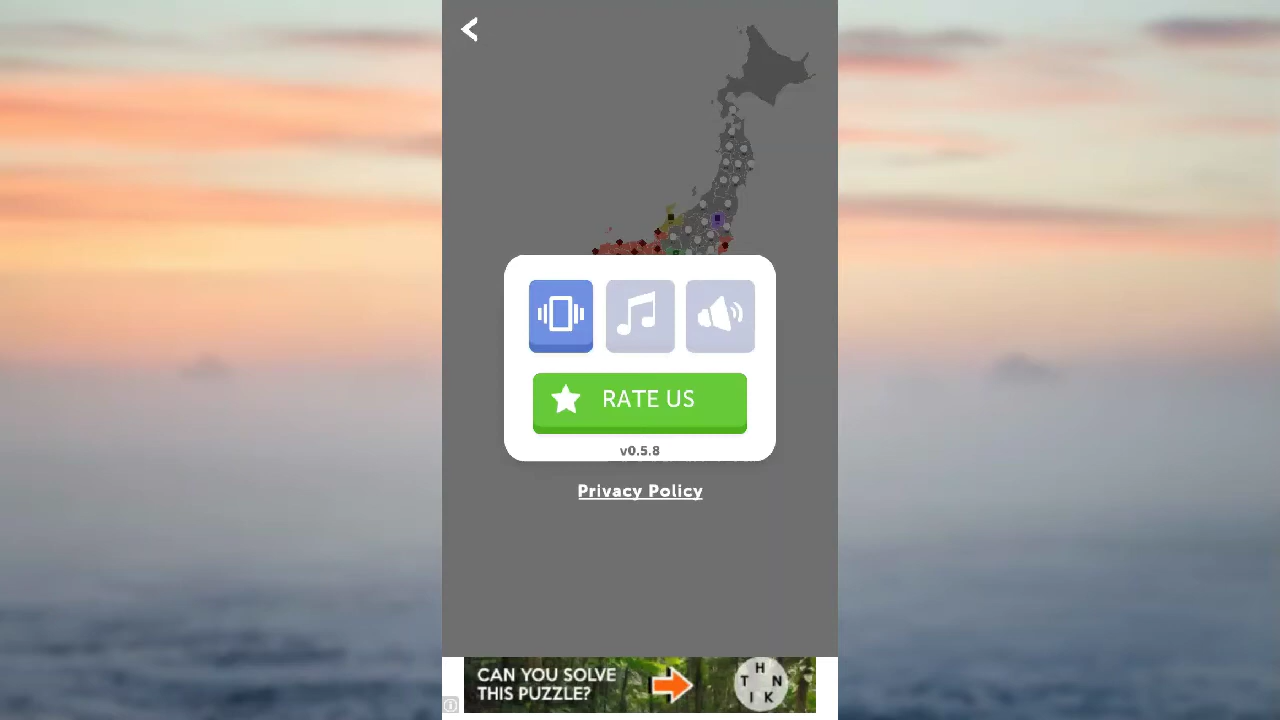 RATE US
v0.5.8
Privacy Policy
CAN YOU SOLVE
THIS PUZZLE?
H
T N
I K